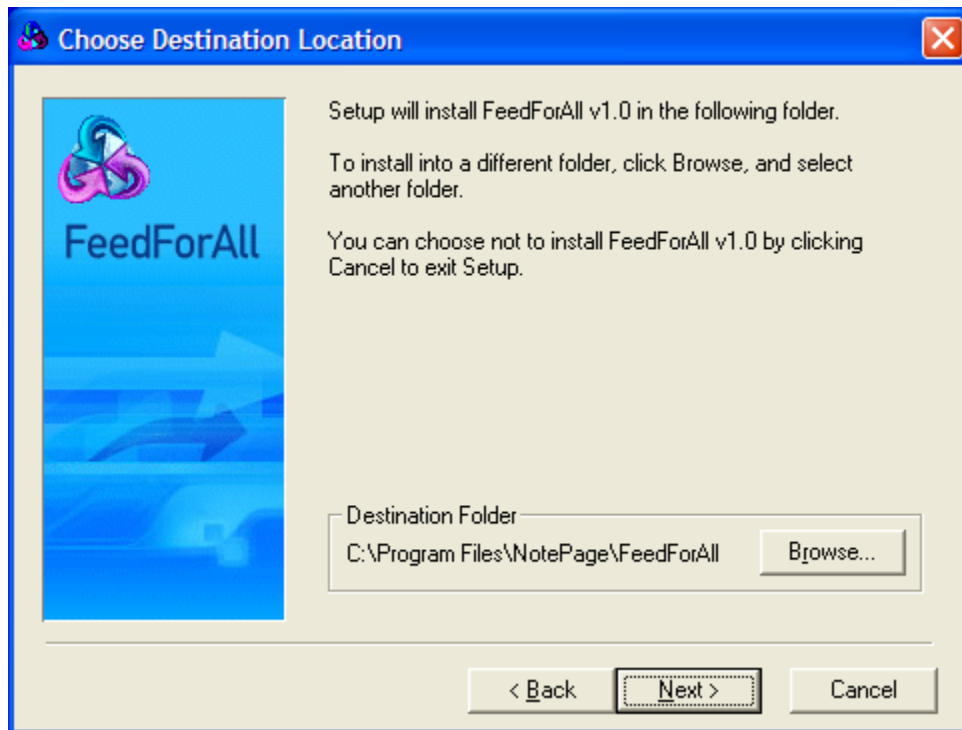 Choose Destination Location
FeedForAll
Setup will install FeedForAll v1.0 in the following folder.
To install into a different folder, click Browse, and select
another folder.
You can choose not to install FeedForAll v1.0 by clicking
Cancel to exit Setup.
Destination Folder
C:\Program Files\NotePage\FeedForAll
Browse...
< Back
Next >
Cancel